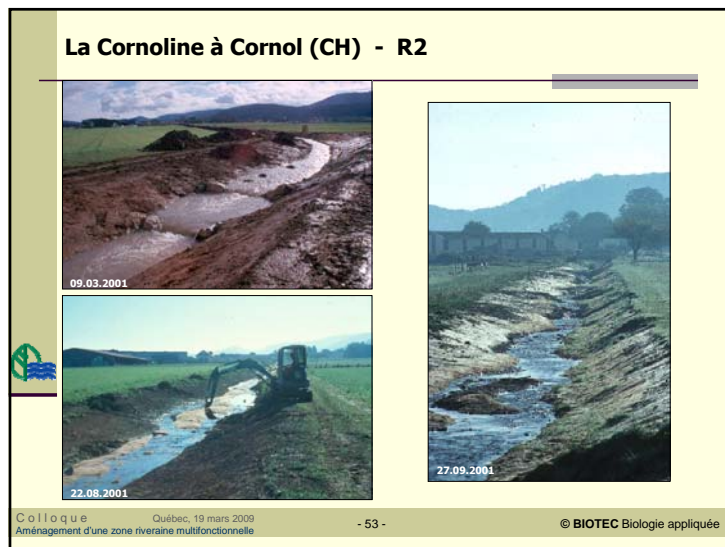 La Cornoline à Cornol (CH) - R2
09.03.2001
22.08.2001
27.09.2001
Colloque Québec, 19 mars 2009
Aménagement d'une zone riveraine multifonctionnelle
- 53 -
© BIOTEC Biologie appliquée